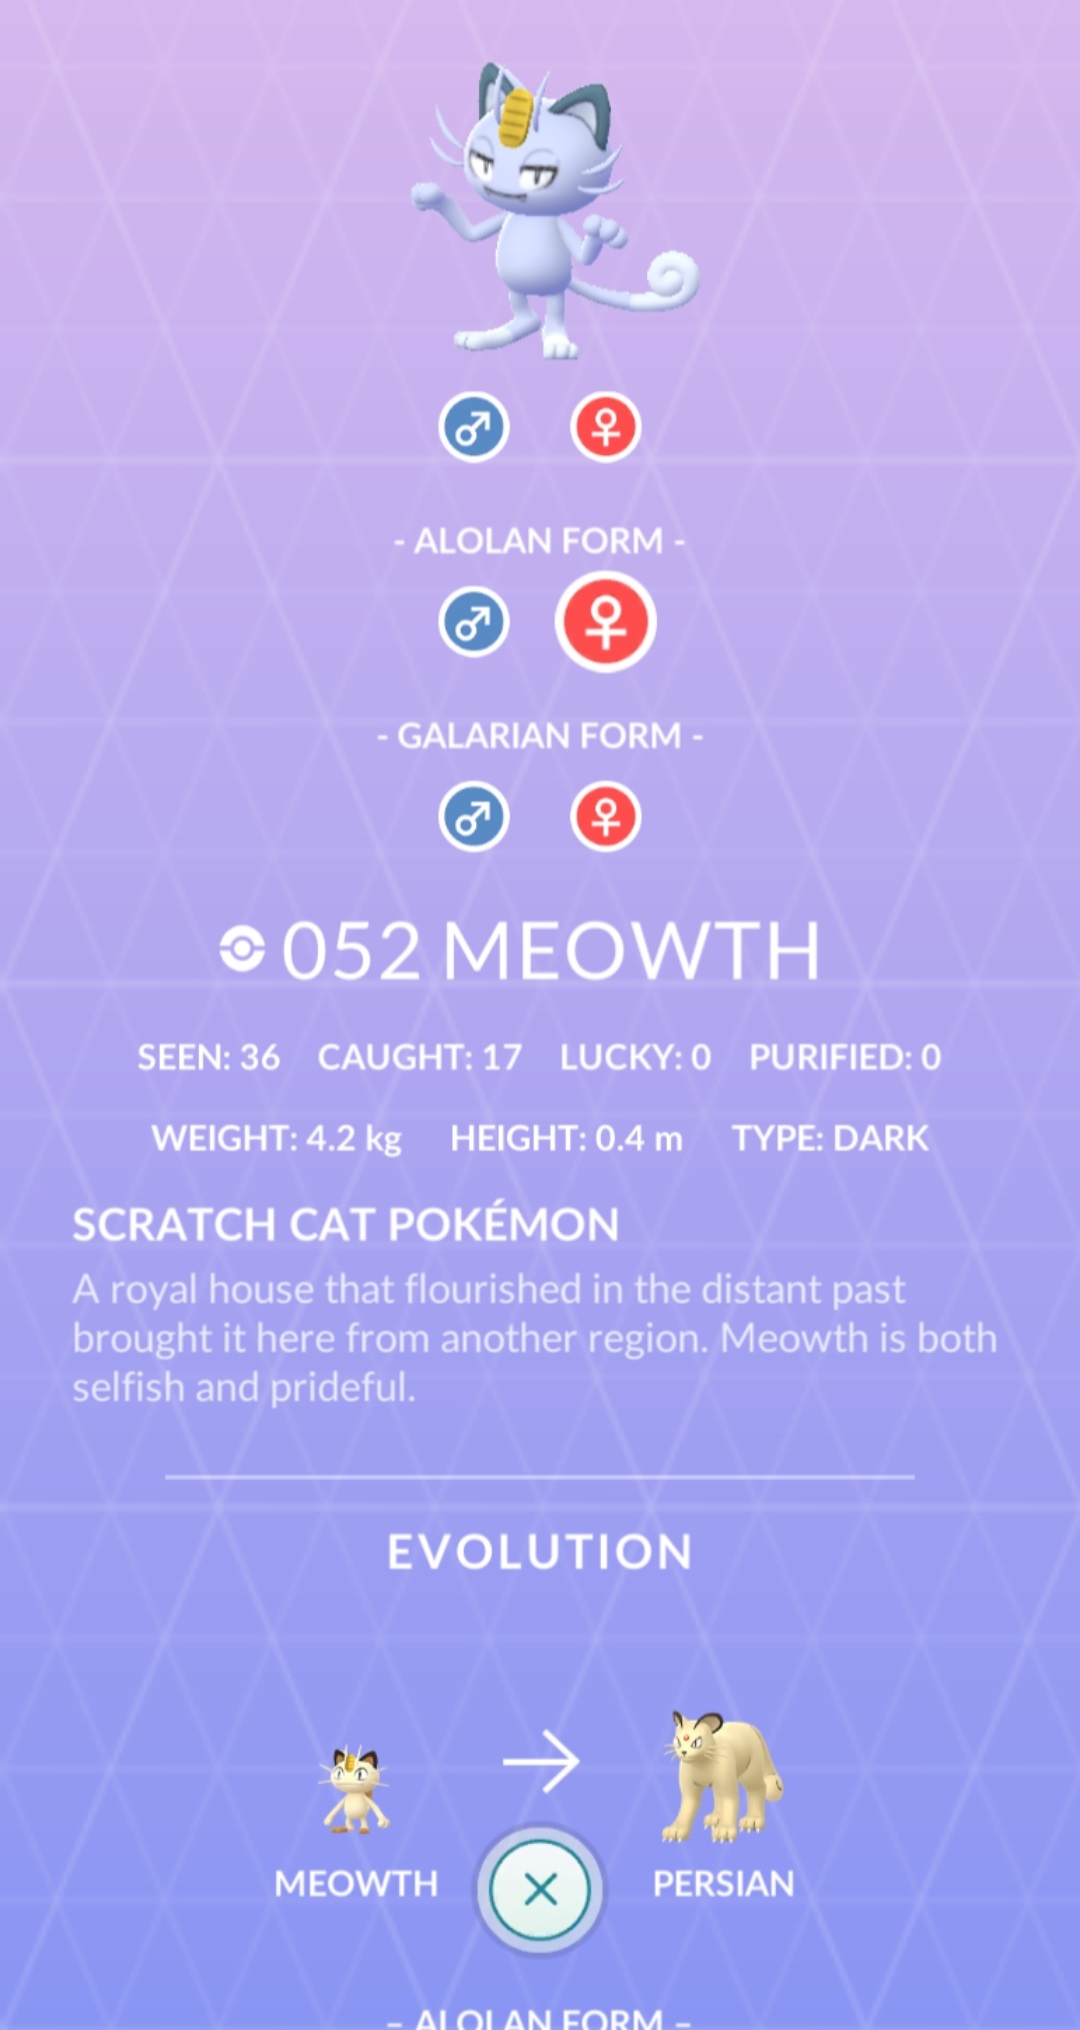 - ALOLAN FORM -
- GALARIAN FORM -
052 MEOWTH
SEEN: 36 CAUGHT: 17 LUCKY: 0 PURIFIED: 0
WEIGHT: 4.2 kg HEIGHT: 0.4 m TYPE: DARK
SCRATCH CAT POKÉMON
A royal house that flourished in the distant past
brought it here from another region. Meowth is both
selfish and prideful.
EVOLUTION
MEOWTH PERSIAN
- ALOLAN FORM -